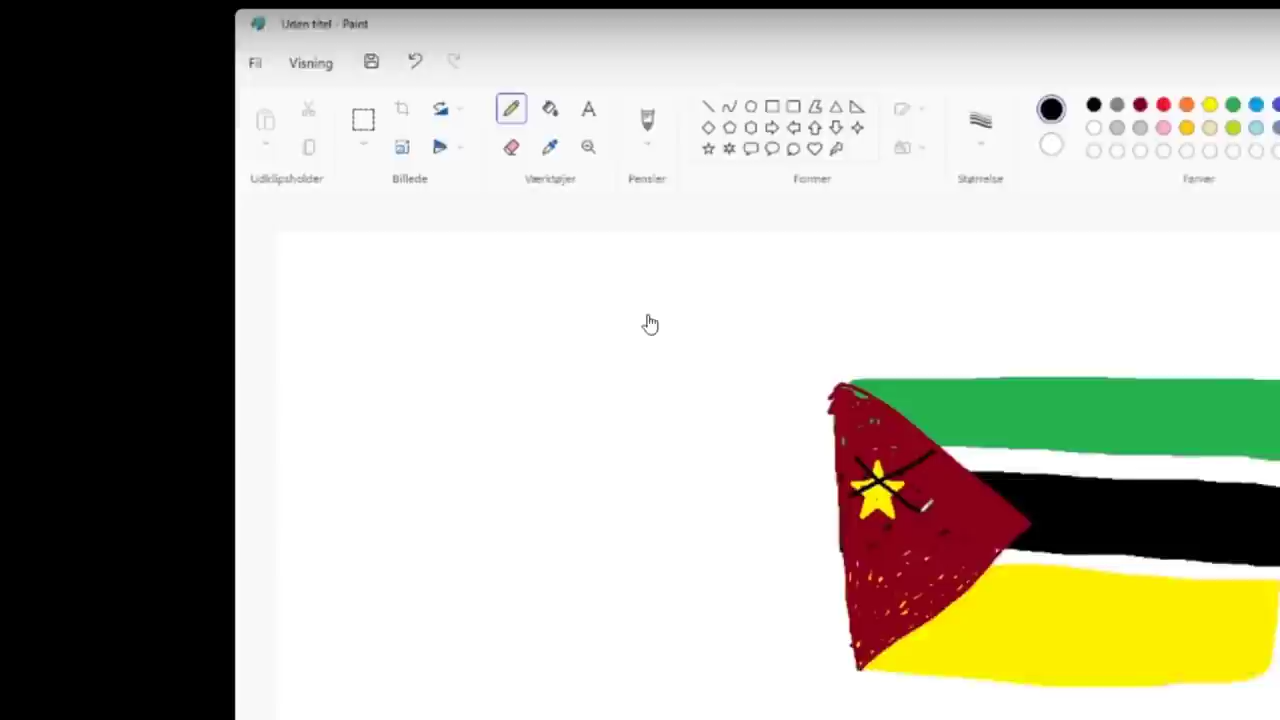 Uden titel - Paint
Fil Visning
Udklipsholder Billede Værktøjer Pensler Former Størrelse Farver